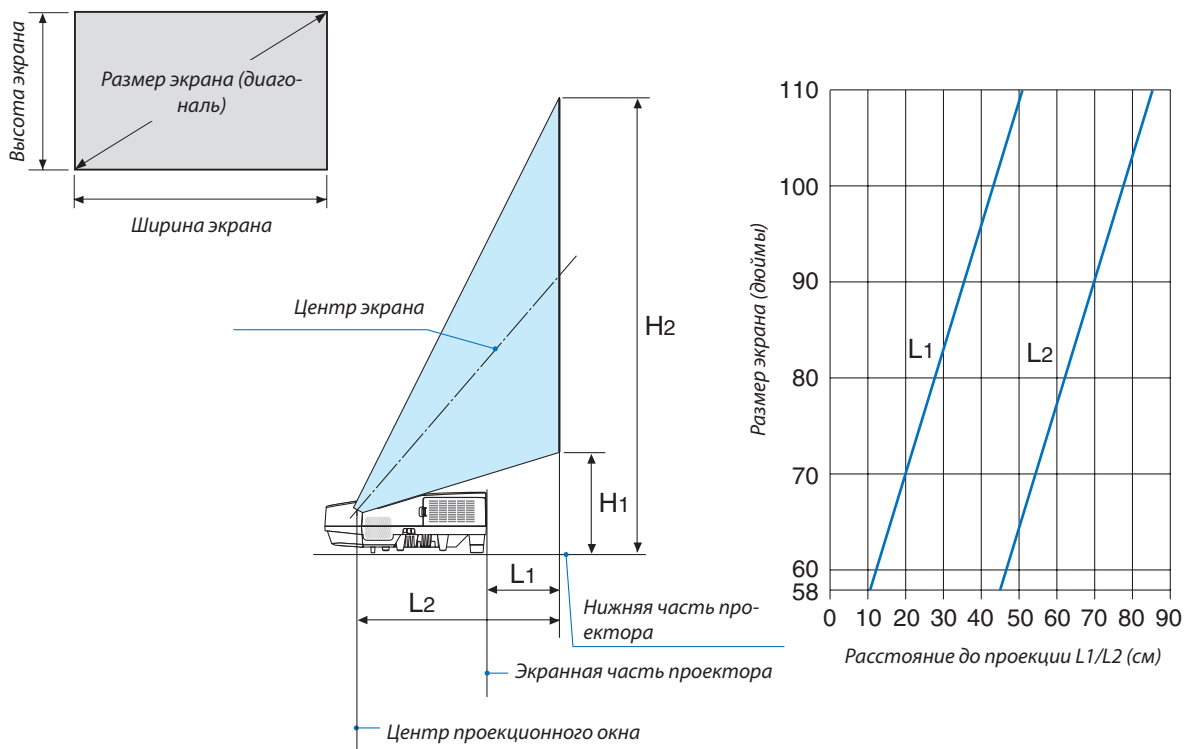 Высота экрана
Размер экрана (диаго-
наль)
Ширина экрана
Центр экрана
H2
H1
L1
L2
Нижняя часть про-
ектора
Экранная часть проектора
Центр проекционного окна
Размер экрана (дюймы)
110
100
90
80
70
60
58
L1
L2
0 10 20 30 40 50 60 70 80 90
Расстояние до проекции L1/L2 (см)